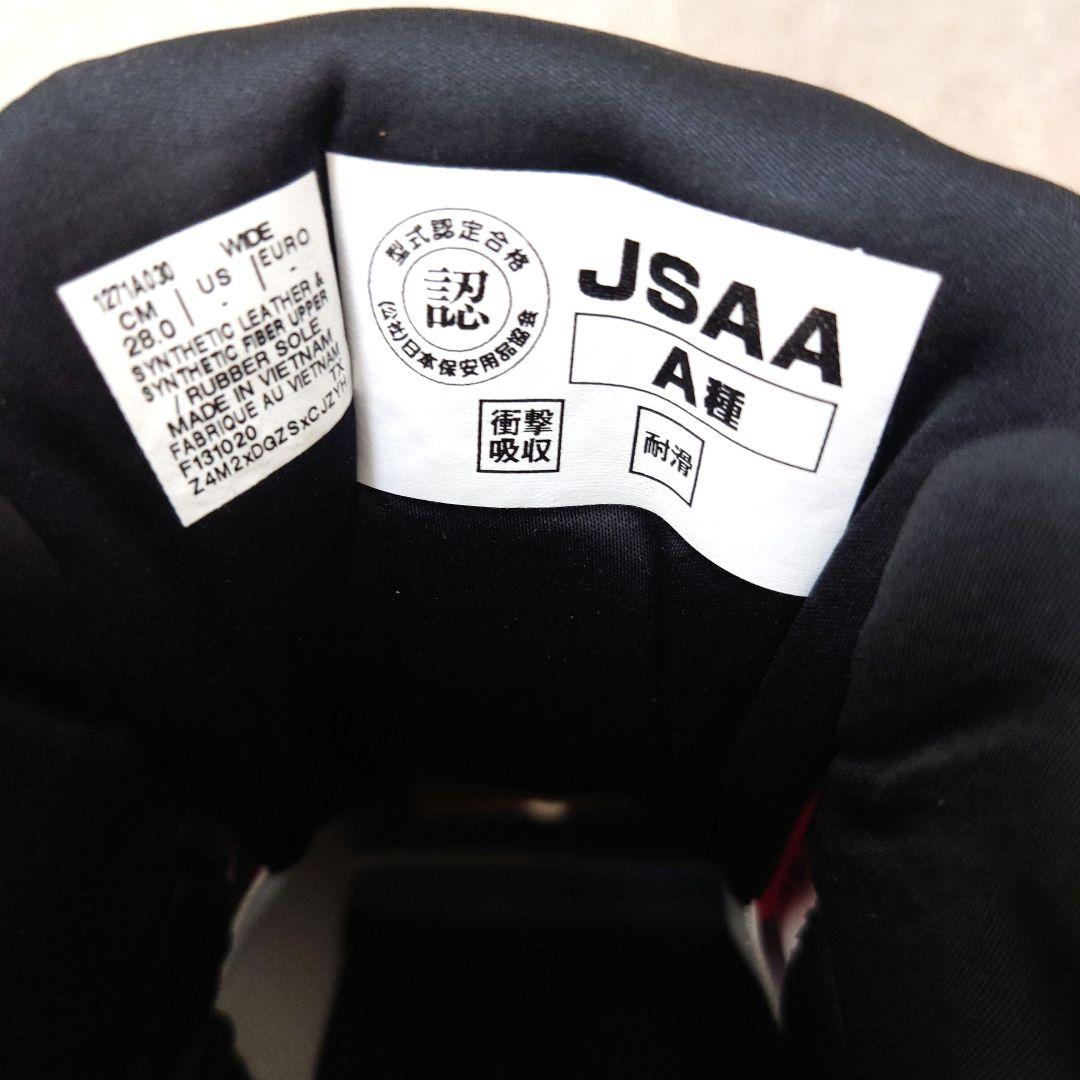 1271A030 WIDE
CM | US | EURO
28.0 - -
SYNTHETIC LEATHER &
SYNTHETIC FIBER UPPER
/ RUBBER SOLE
MADE IN VIETNAM
FABRIQUE AU VIETNAM
F131020 TX
Z4M2xDGZSxCJZYH
型式認定合格
認
(公社)日本保安用品協会
JSAA
A種
衝撃
吸収
耐滑